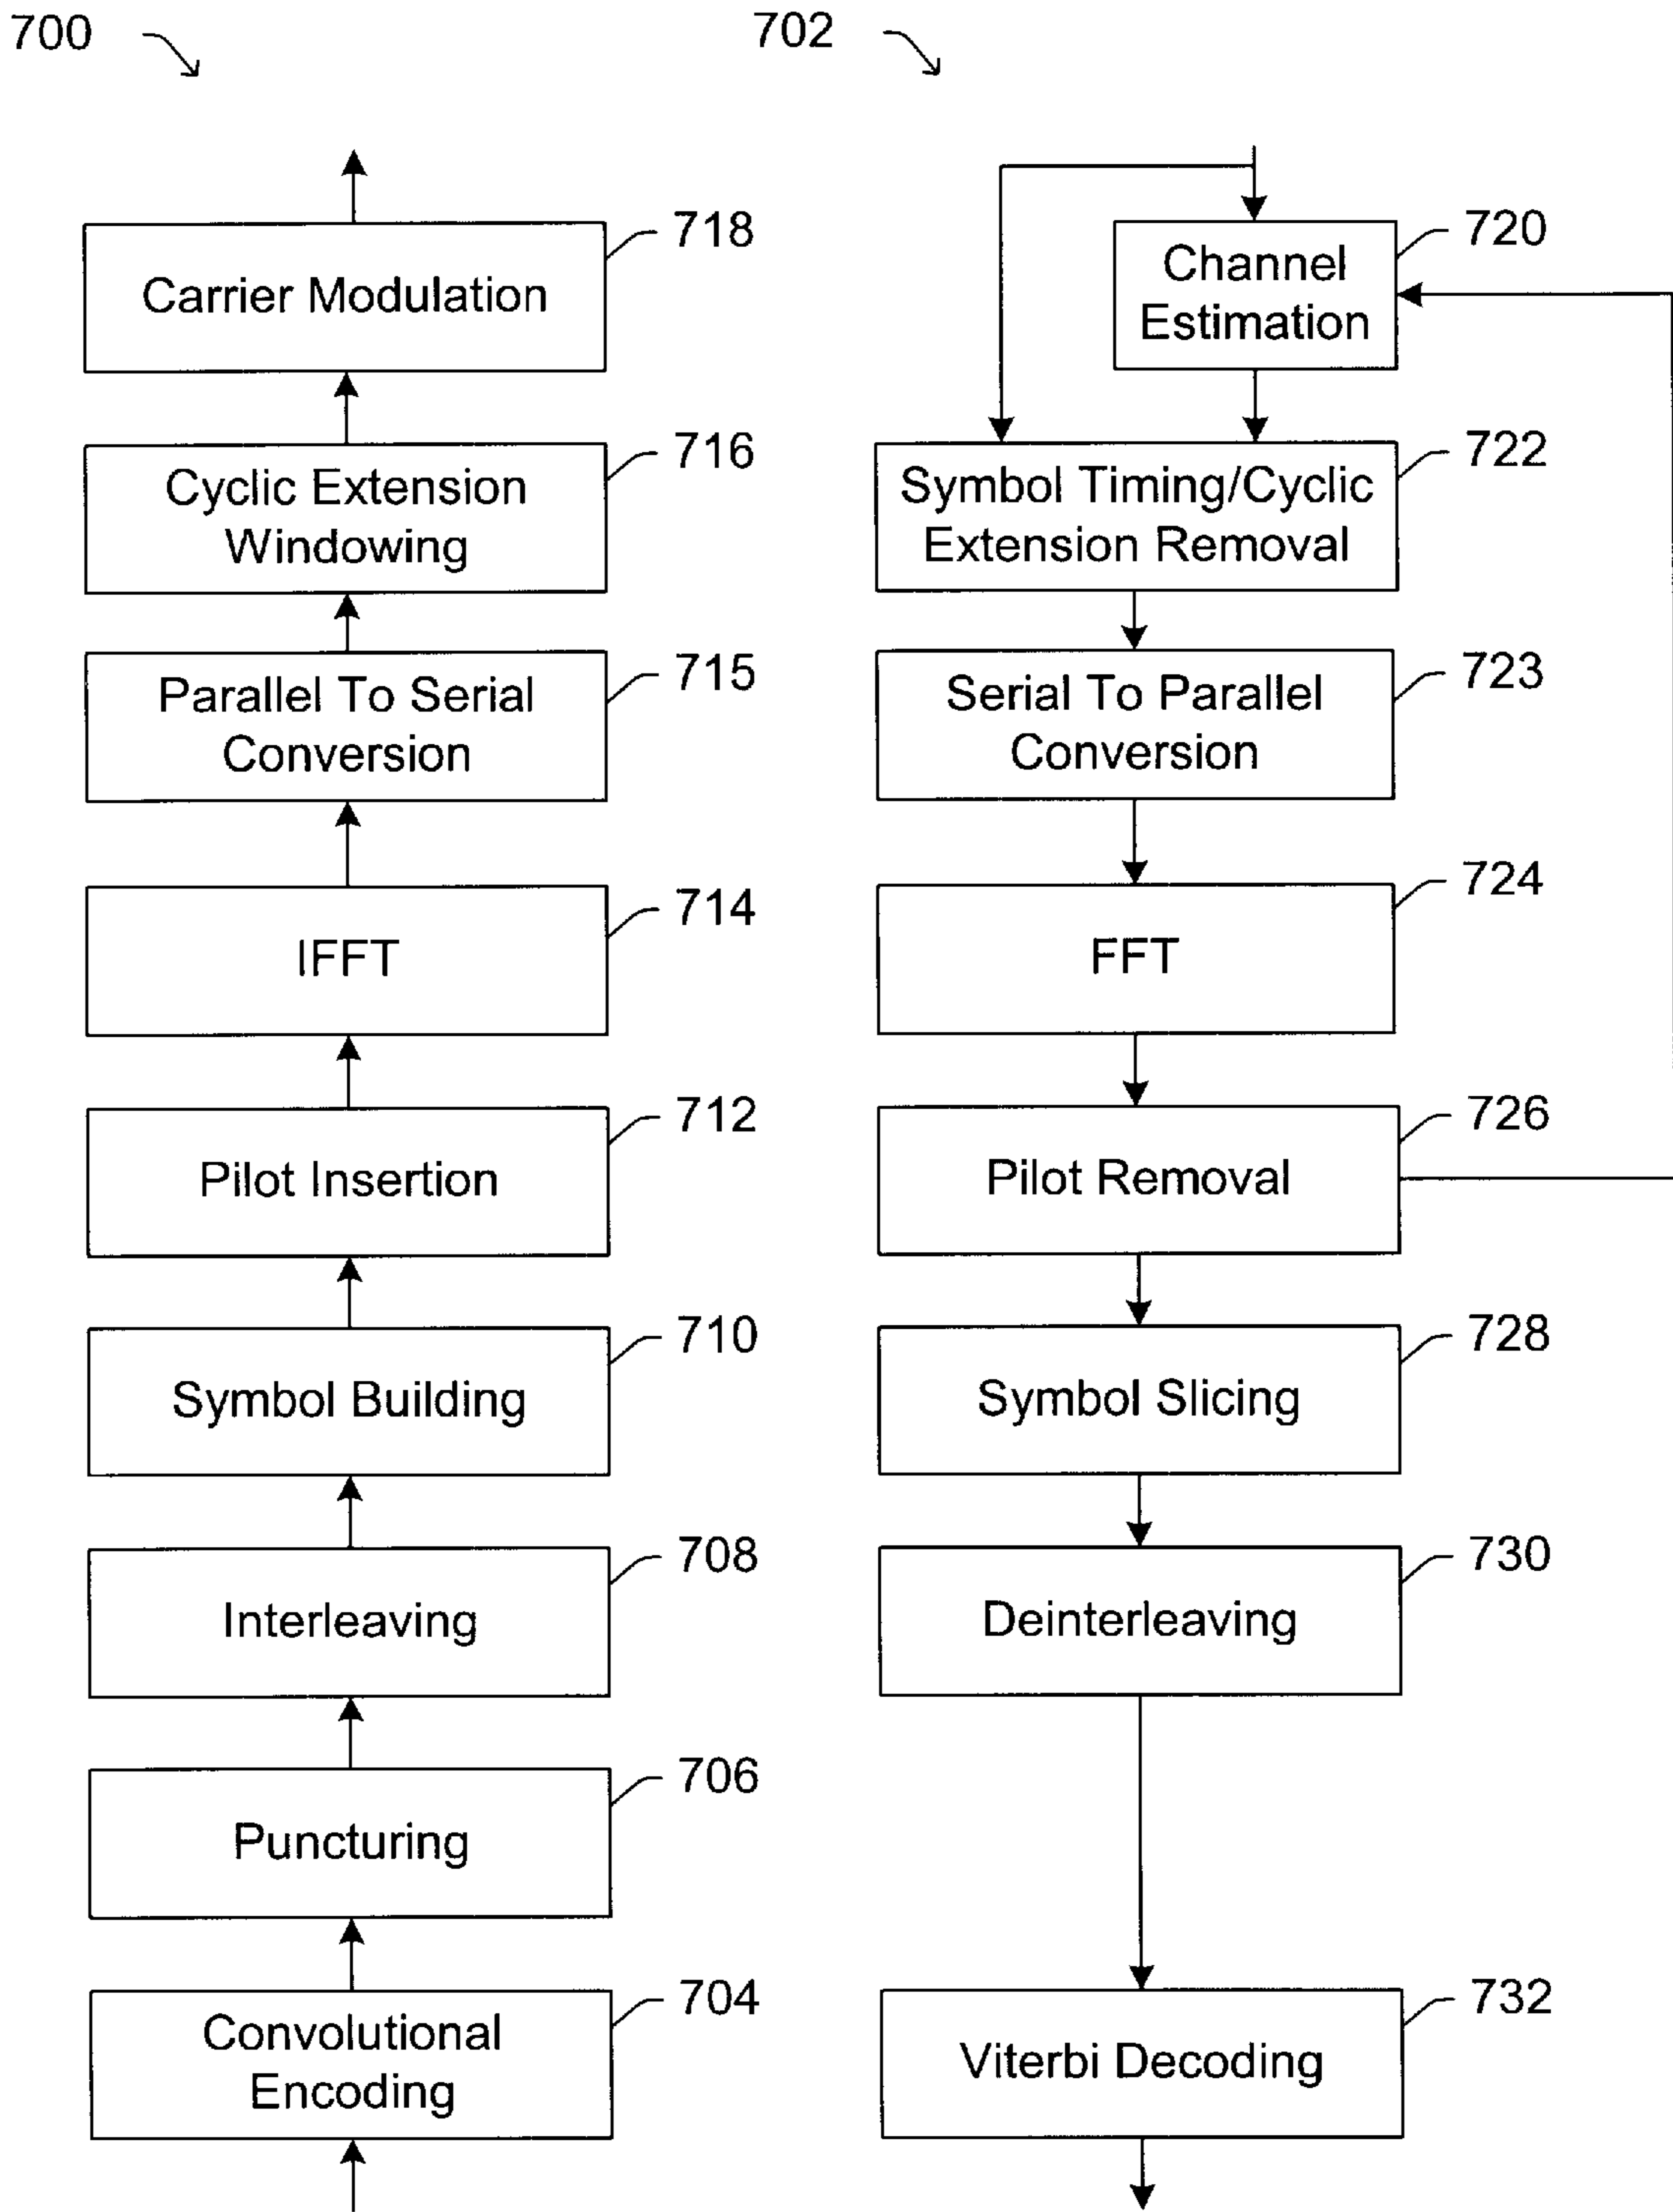 700
702
718
Carrier Modulation
716
Cyclic Extension
Windowing
715
Parallel To Serial
Conversion
714
IFFT
712
Pilot Insertion
710
Symbol Building
708
Interleaving
706
Puncturing
704
Convolutional
Encoding
720
Channel
Estimation
722
Symbol Timing/Cyclic
Extension Removal
723
Serial To Parallel
Conversion
724
FFT
726
Pilot Removal
728
Symbol Slicing
730
Deinterleaving
732
Viterbi Decoding